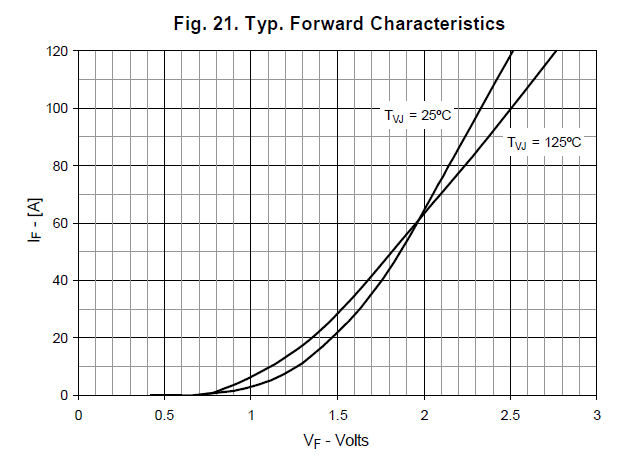 Fig. 21. Typ. Forward Characteristics
120
100
80
60
40
20
0
IF - [A]
TVJ = 25ºC
TVJ = 125ºC
0 0.5 1 1.5 2 2.5 3
VF - Volts